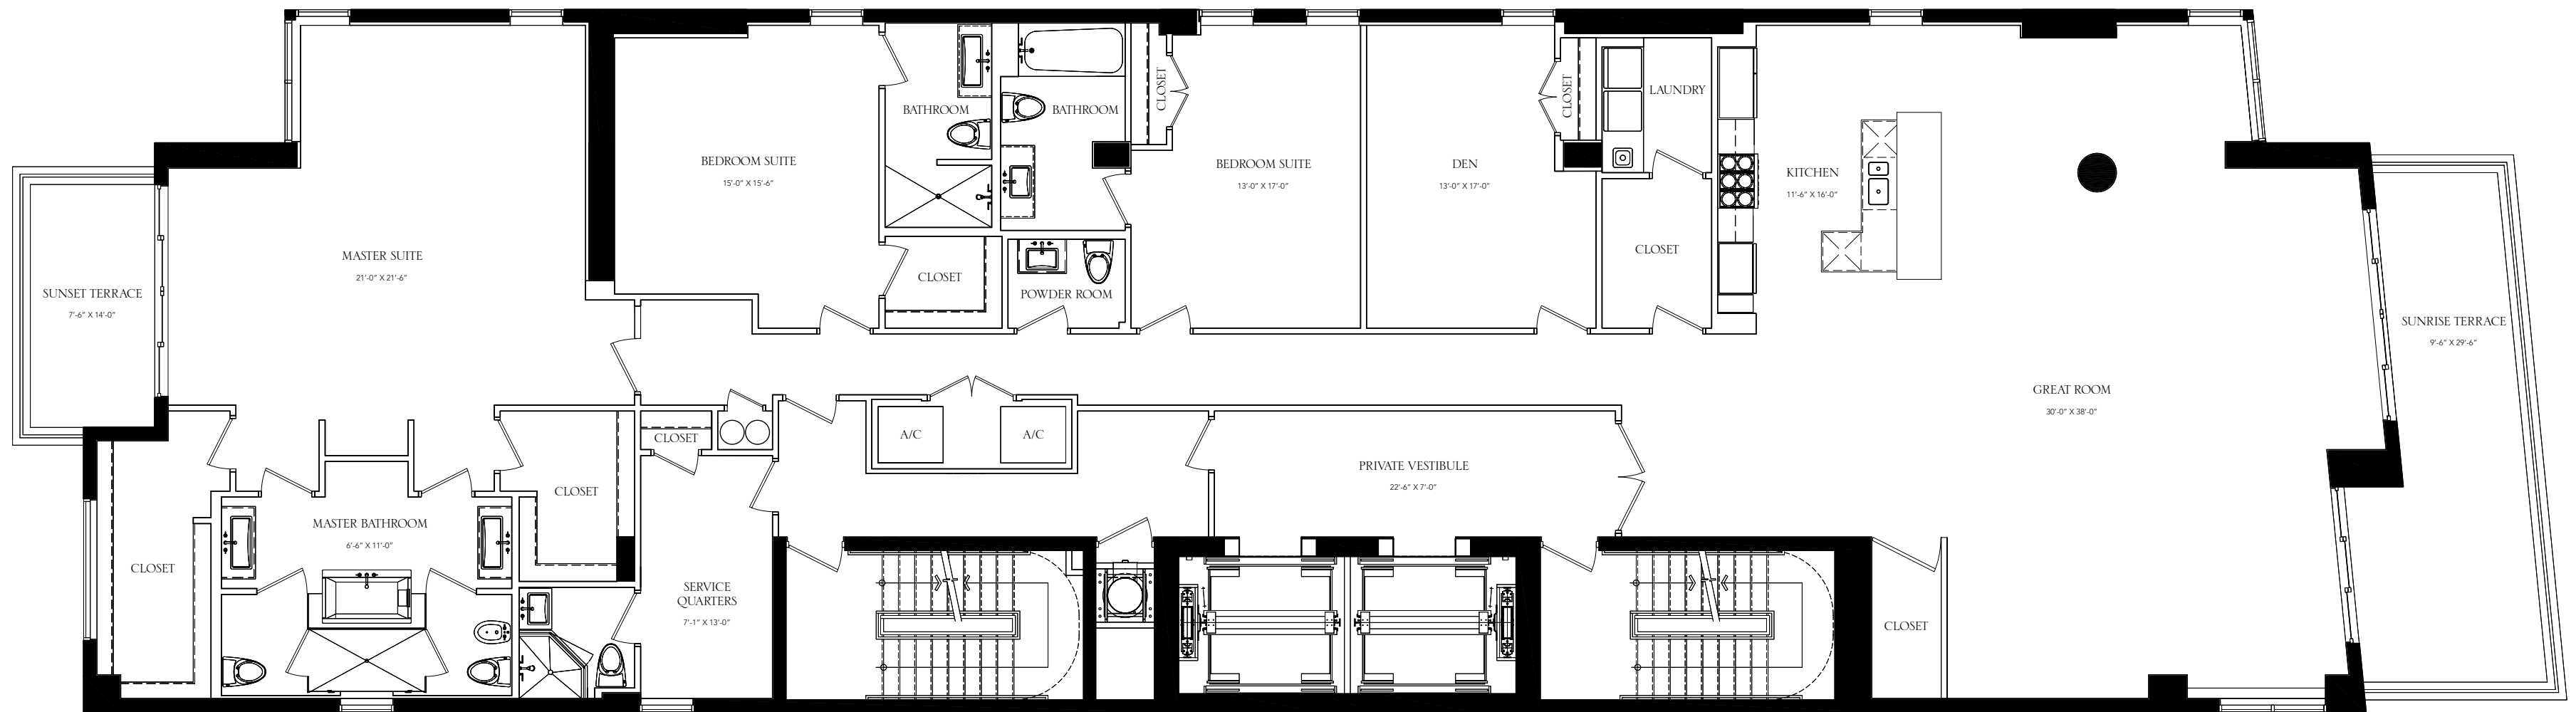 SUNSET TERRACE
7'-6" X 14'-0"
MASTER SUITE
21'-0" X 21'-6"
BEDROOM SUITE
15'-0" X 15'-6"
BATHROOM
BATHROOM
CLOSET
POWDER ROOM
CLOSET
BEDROOM SUITE
13'-0" X 17'-0"
DEN
13'-0" X 17'-0"
CLOSET
LAUNDRY
CLOSET
KITCHEN
11'-6" X 16'-0"
GREAT ROOM
30'-0" X 38'-0"
SUNRISE TERRACE
9'-6" X 29'-6"
CLOSET
MASTER BATHROOM
6'-6" X 11'-0"
CLOSET
CLOSET
SERVICE
QUARTERS
7'-1" X 13'-0"
A/C
A/C
PRIVATE VESTIBULE
22'-6" X 7'-0"
CLOSET